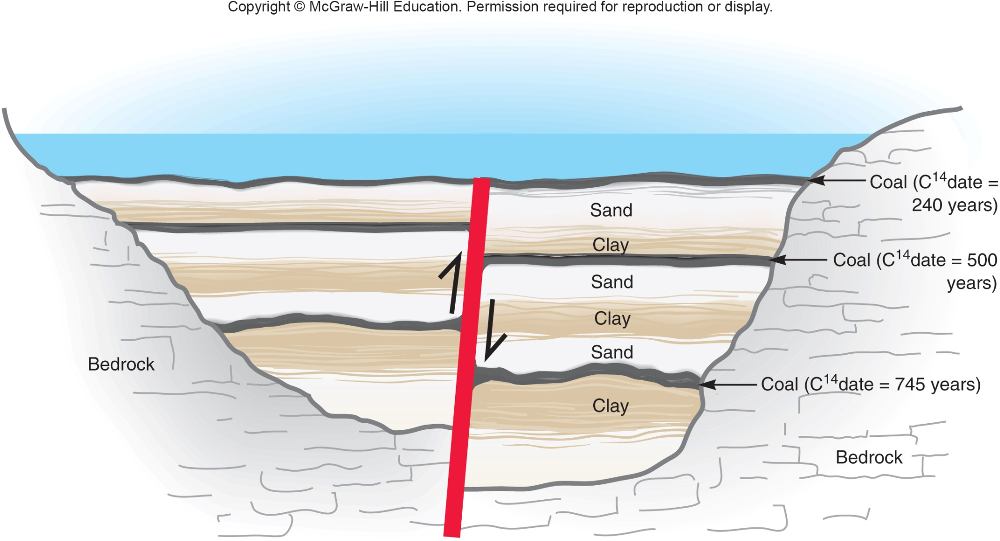 Copyright © McGraw-Hill Education. Permission required for reproduction or display.
Coal (C¹⁴date =
240 years)
Sand
Clay
Coal (C¹⁴date = 500
years)
Sand
Clay
Sand
Bedrock
Coal (C¹⁴date = 745 years)
Clay
Bedrock